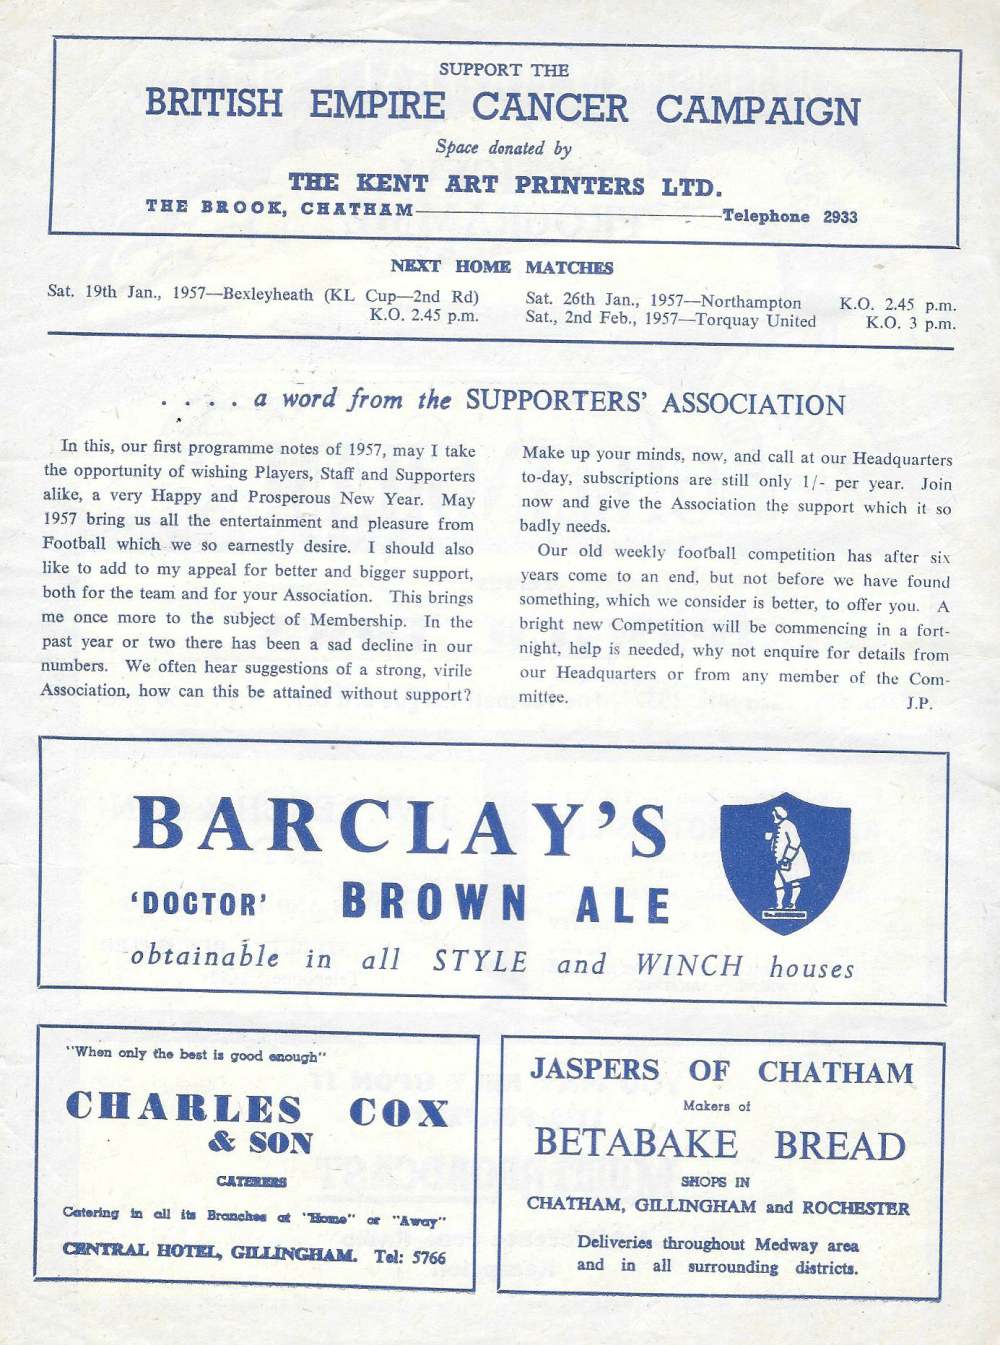 SUPPORT THE
BRITISH EMPIRE CANCER CAMPAIGN
Space donated by
THE KENT ART PRINTERS LTD.
THE BROOK, CHATHAM—Telephone 2933
NEXT HOME MATCHES
Sat. 19th Jan., 1957—Bexleyheath (KL Cup—2nd Rd)
K.O. 2.45 p.m.
Sat. 26th Jan., 1957—Northampton K.O. 2.45 p.m.
Sat., 2nd Feb., 1957—Torquay United K.O. 3 p.m.
. . . . a word from the SUPPORTERS' ASSOCIATION
In this, our first programme notes of 1957, may I take
the opportunity of wishing Players, Staff and Supporters
alike, a very Happy and Prosperous New Year. May
1957 bring us all the entertainment and pleasure from
Football which we so earnestly desire. I should also
like to add to my appeal for better and bigger support,
both for the team and for your Association. This brings
me once more to the subject of Membership. In the
past year or two there has been a sad decline in our
numbers. We often hear suggestions of a strong, virile
Association, how can this be attained without support?
Make up your minds, now, and call at our Headquarters
to-day, subscriptions are still only 1/- per year. Join
now and give the Association the support which it so
badly needs.
Our old weekly football competition has after six
years come to an end, but not before we have found
something, which we consider is better, to offer you. A
bright new Competition will be commencing in a fort-
night, help is needed, why not enquire for details from
our Headquarters or from any member of the Com-
mittee. J.P.
BARCLAY'S
'DOCTOR' BROWN ALE
obtainable in all STYLE and WINCH houses
Dr. JOHNSON
"When only the best is good enough"
CHARLES COX
& SON
CATERERS
Catering in all its Branches at "Home" or "Away"
CENTRAL HOTEL, GILLINGHAM. Tel: 5766
JASPERS OF CHATHAM
Makers of
BETABAKE BREAD
SHOPS IN
CHATHAM, GILLINGHAM and ROCHESTER
Deliveries throughout Medway area
and in all surrounding districts.